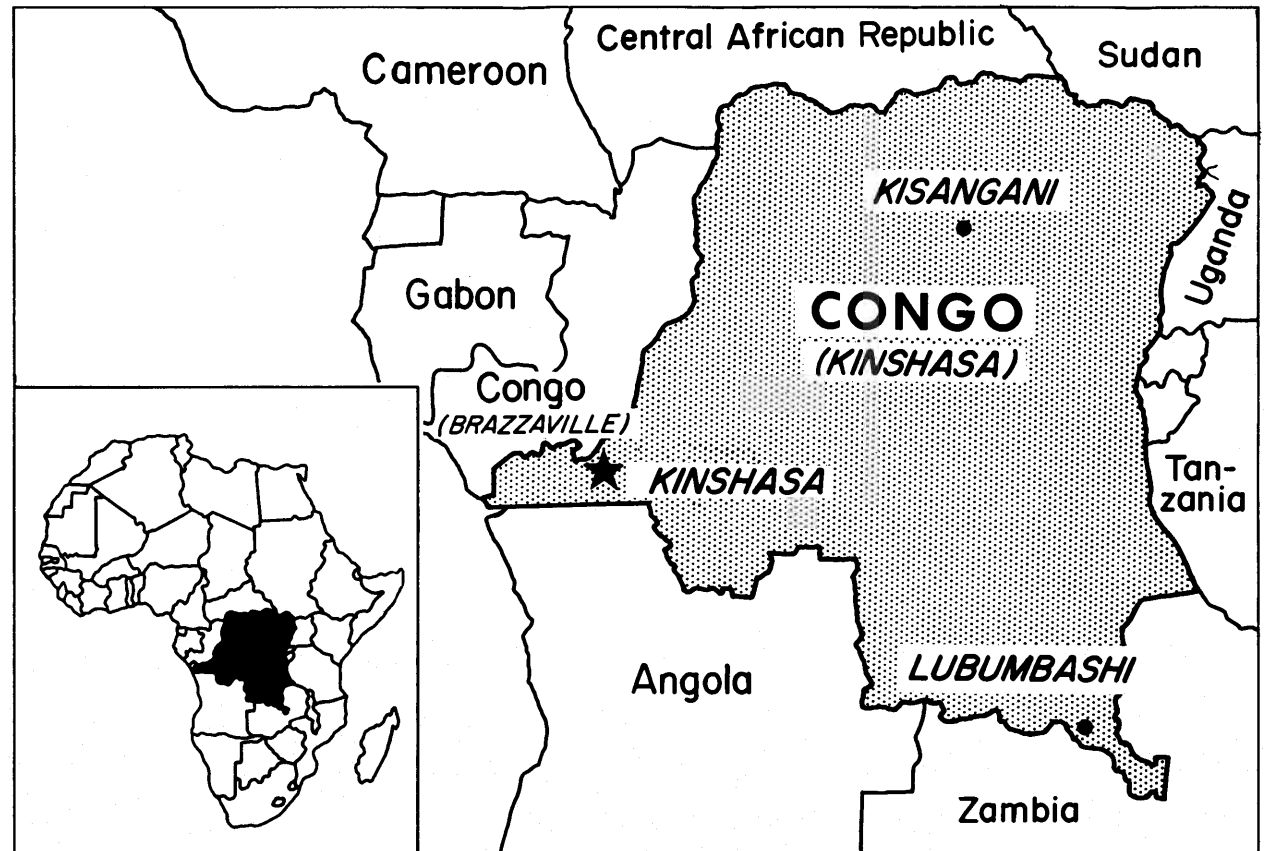 Central African Republic
Sudan
Cameroon
KISANGANI
Uganda
Gabon
CONGO
(KINSHASA)
Congo
(BRAZZAVILLE)
KINSHASA
Tan-
zania
Angola
LUBUMBASHI
Zambia